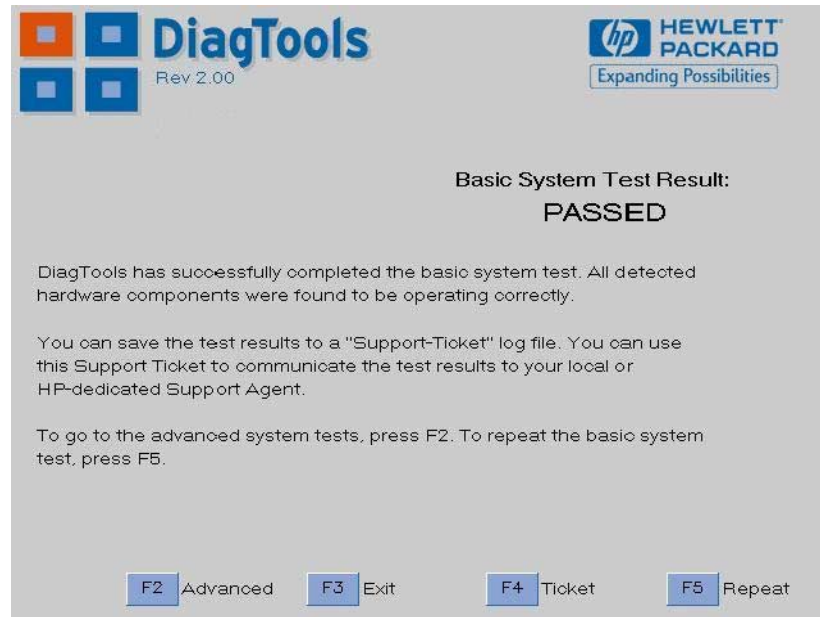 DiagTools
Rev 2.00
hp
HEWLETT
PACKARD
Expanding Possibilities
Basic System Test Result:
PASSED
DiagTools has successfully completed the basic system test. All detected
hardware components were found to be operating correctly.
You can save the test results to a "Support-Ticket" log file. You can use
this Support Ticket to communicate the test results to your local or
HP-dedicated Support Agent.
To go to the advanced system tests, press F2. To repeat the basic system
test, press F5.
F2 Advanced F3 Exit F4 Ticket F5 Repeat